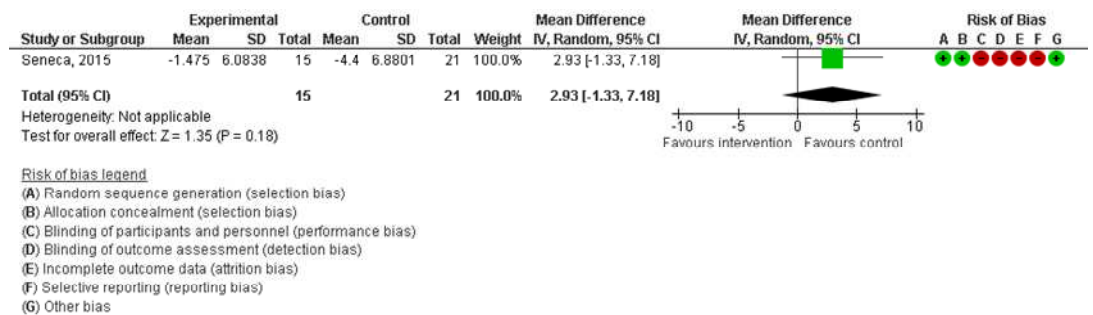 Experimental Control Mean Difference Mean Difference Risk of Bias
Study or Subgroup Mean SD Total Mean SD Total Weight IV, Random, 95% CI IV, Random, 95% CI A B C D E F G
Seneca, 2015 -1.475 6.0838 15 -4.4 6.8801 21 100.0% 2.93 [-1.33, 7.18] + + - - - - +
Total (95% CI) 15 21 100.0% 2.93 [-1.33, 7.18]
Heterogeneity: Not applicable
Test for overall effect: Z = 1.35 (P = 0.18)
-10 -5 0 5 10
Favours intervention Favours control
Risk of bias legend
(A) Random sequence generation (selection bias)
(B) Allocation concealment (selection bias)
(C) Blinding of participants and personnel (performance bias)
(D) Blinding of outcome assessment (detection bias)
(E) Incomplete outcome data (attrition bias)
(F) Selective reporting (reporting bias)
(G) Other bias